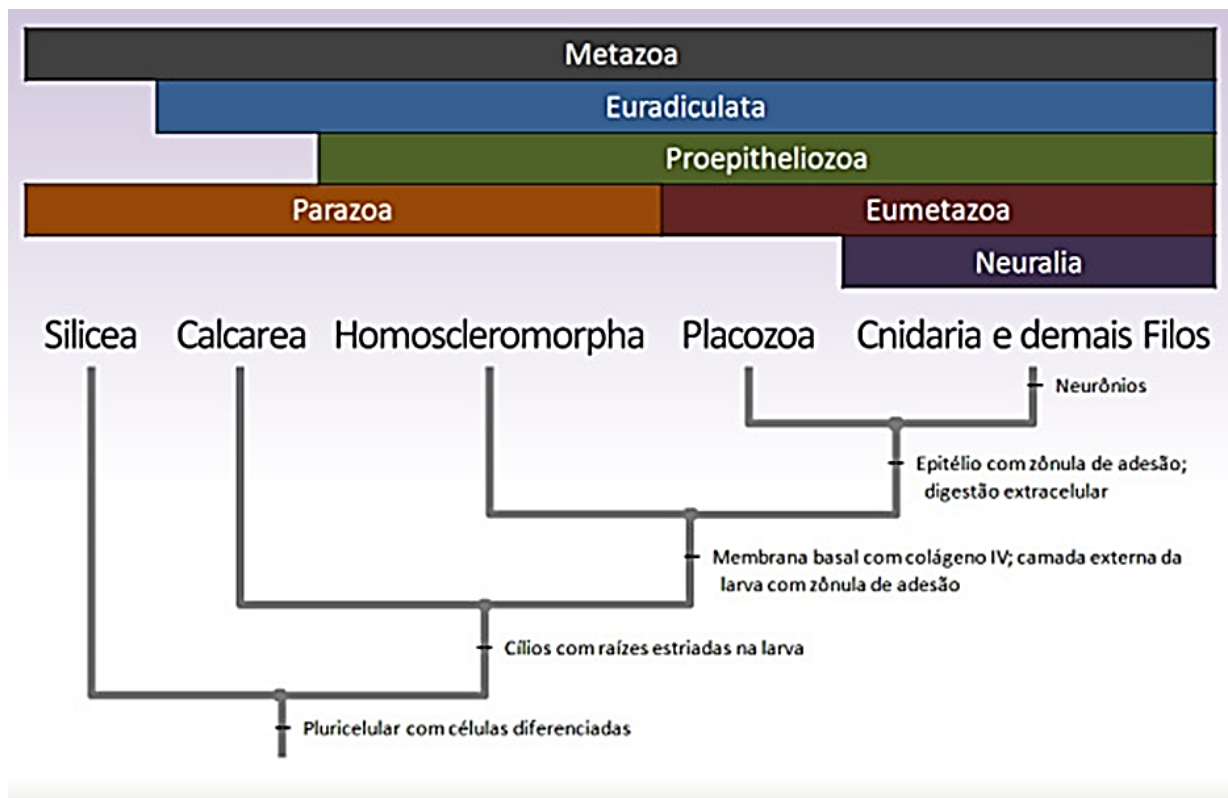 Metazoa
Euradiculata
Proepitheliozoa
Parazoa
Eumetazoa
Neuralia
Silicea
Calcarea
Homoscleromorpha
Placozoa
Cnidaria e demais Filos
Neurônios
Epitélio com zônula de adesão;
digestão extracelular
Membrana basal com colágeno IV; camada externa da
larva com zônula de adesão
Cílios com raízes estriadas na larva
Pluricelular com células diferenciadas